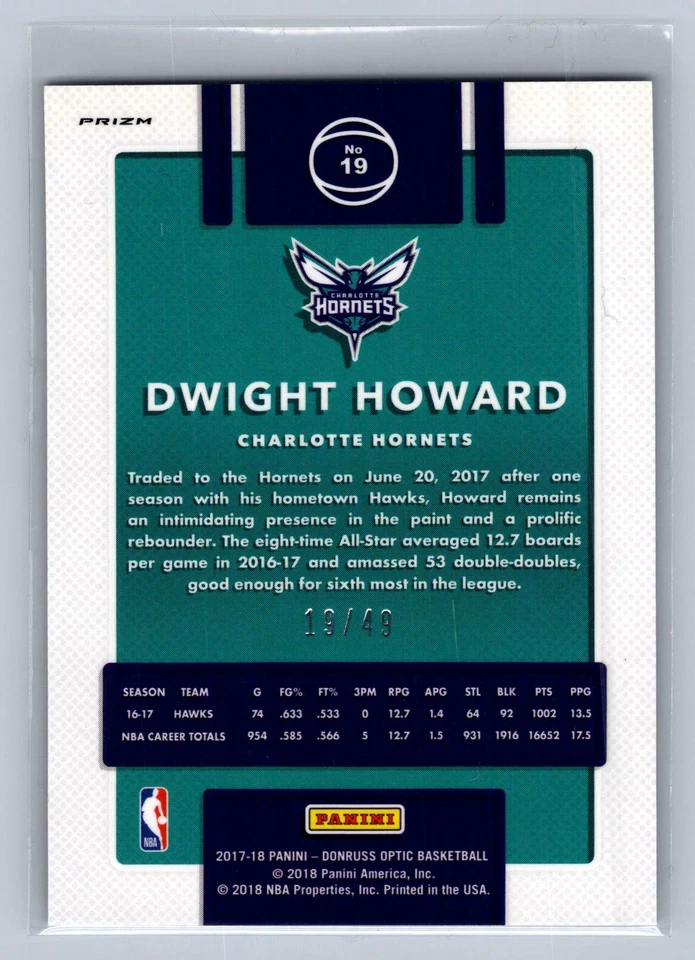 PRIZM
No
19
CHARLOTTE
HORNETS
DWIGHT HOWARD
CHARLOTTE HORNETS
Traded to the Hornets on June 20, 2017 after one
season with his hometown Hawks, Howard remains
an intimidating presence in the paint and a prolific
rebounder. The eight-time All-Star averaged 12.7 boards
per game in 2016-17 and amassed 53 double-doubles,
good enough for sixth most in the league.
19/49
SEASON TEAM G FG% FT% 3PM RPG APG STL BLK PTS PPG
16-17 HAWKS 74 .633 .533 0 12.7 1.4 64 92 1002 13.5
NBA CAREER TOTALS 954 .585 .566 5 12.7 1.5 931 1916 16652 17.5
NBA
PANINI
2017-18 PANINI – DONRUSS OPTIC BASKETBALL
© 2018 Panini America, Inc.
© 2018 NBA Properties, Inc. Printed in the USA.